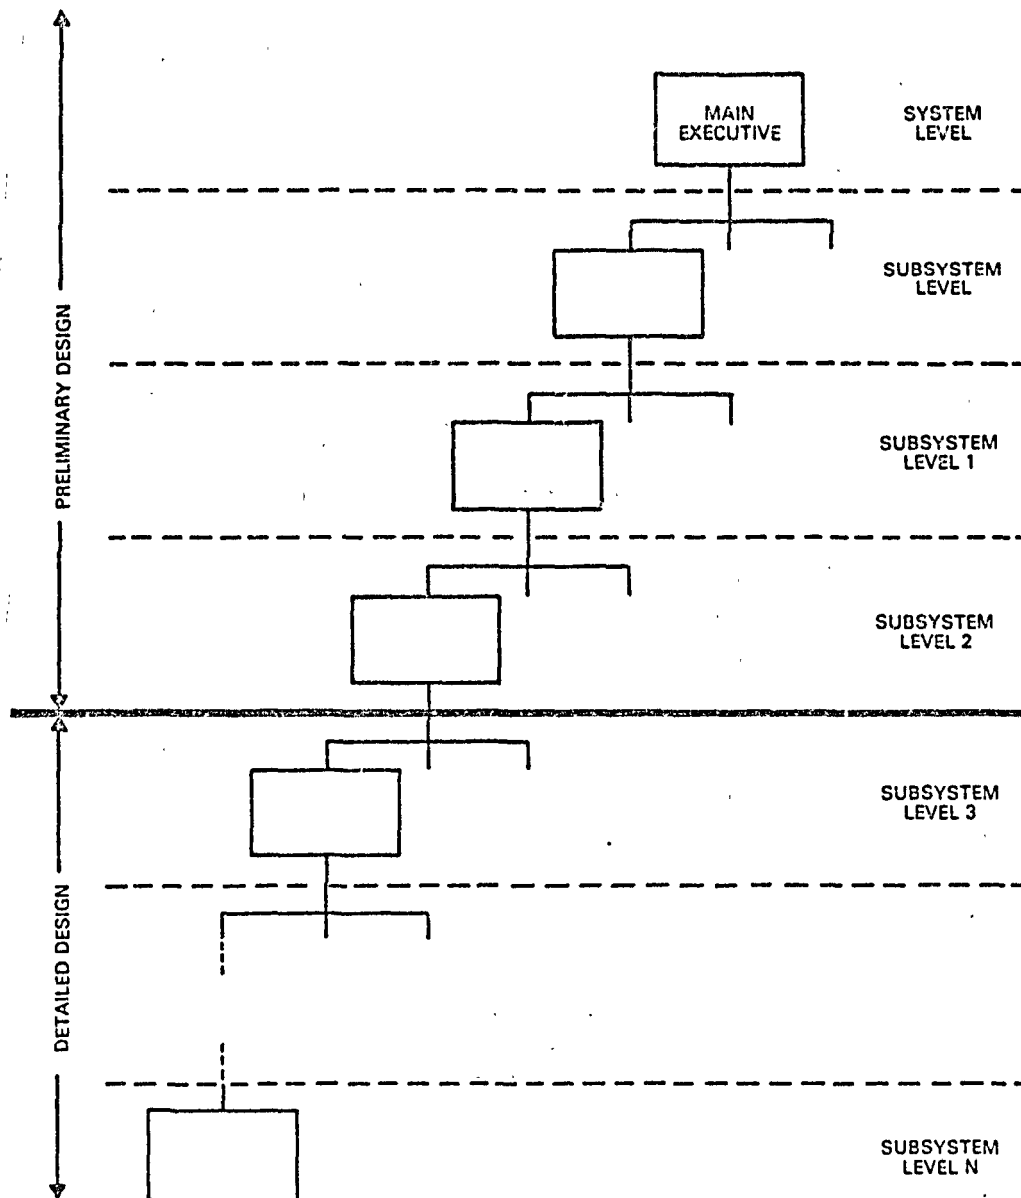 MAIN
EXECUTIVE
SYSTEM
LEVEL
SUBSYSTEM
LEVEL
PRELIMINARY DESIGN
SUBSYSTEM
LEVEL 1
SUBSYSTEM
LEVEL 2
SUBSYSTEM
LEVEL 3
DETAILED DESIGN
SUBSYSTEM
LEVEL N